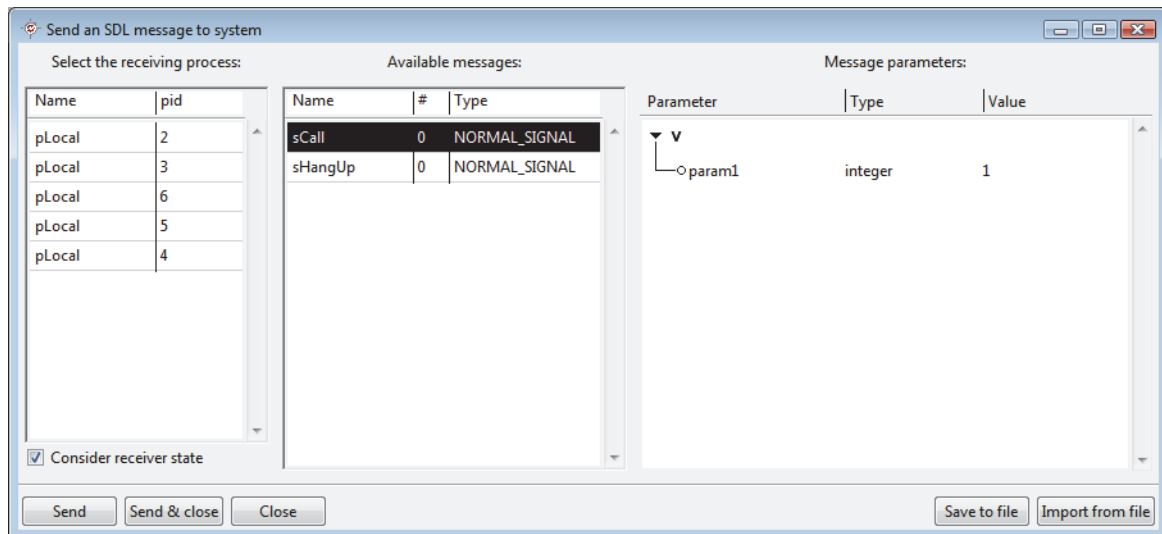 Send an SDL message to system
Select the receiving process: Available messages: Message parameters:
Name pid Name # Type Parameter Type Value
pLocal 2 sCall 0 NORMAL_SIGNAL V
pLocal 3 sHangUp 0 NORMAL_SIGNAL param1 integer 1
pLocal 6
pLocal 5
pLocal 4
Consider receiver state
Send Send & close Close Save to file Import from file